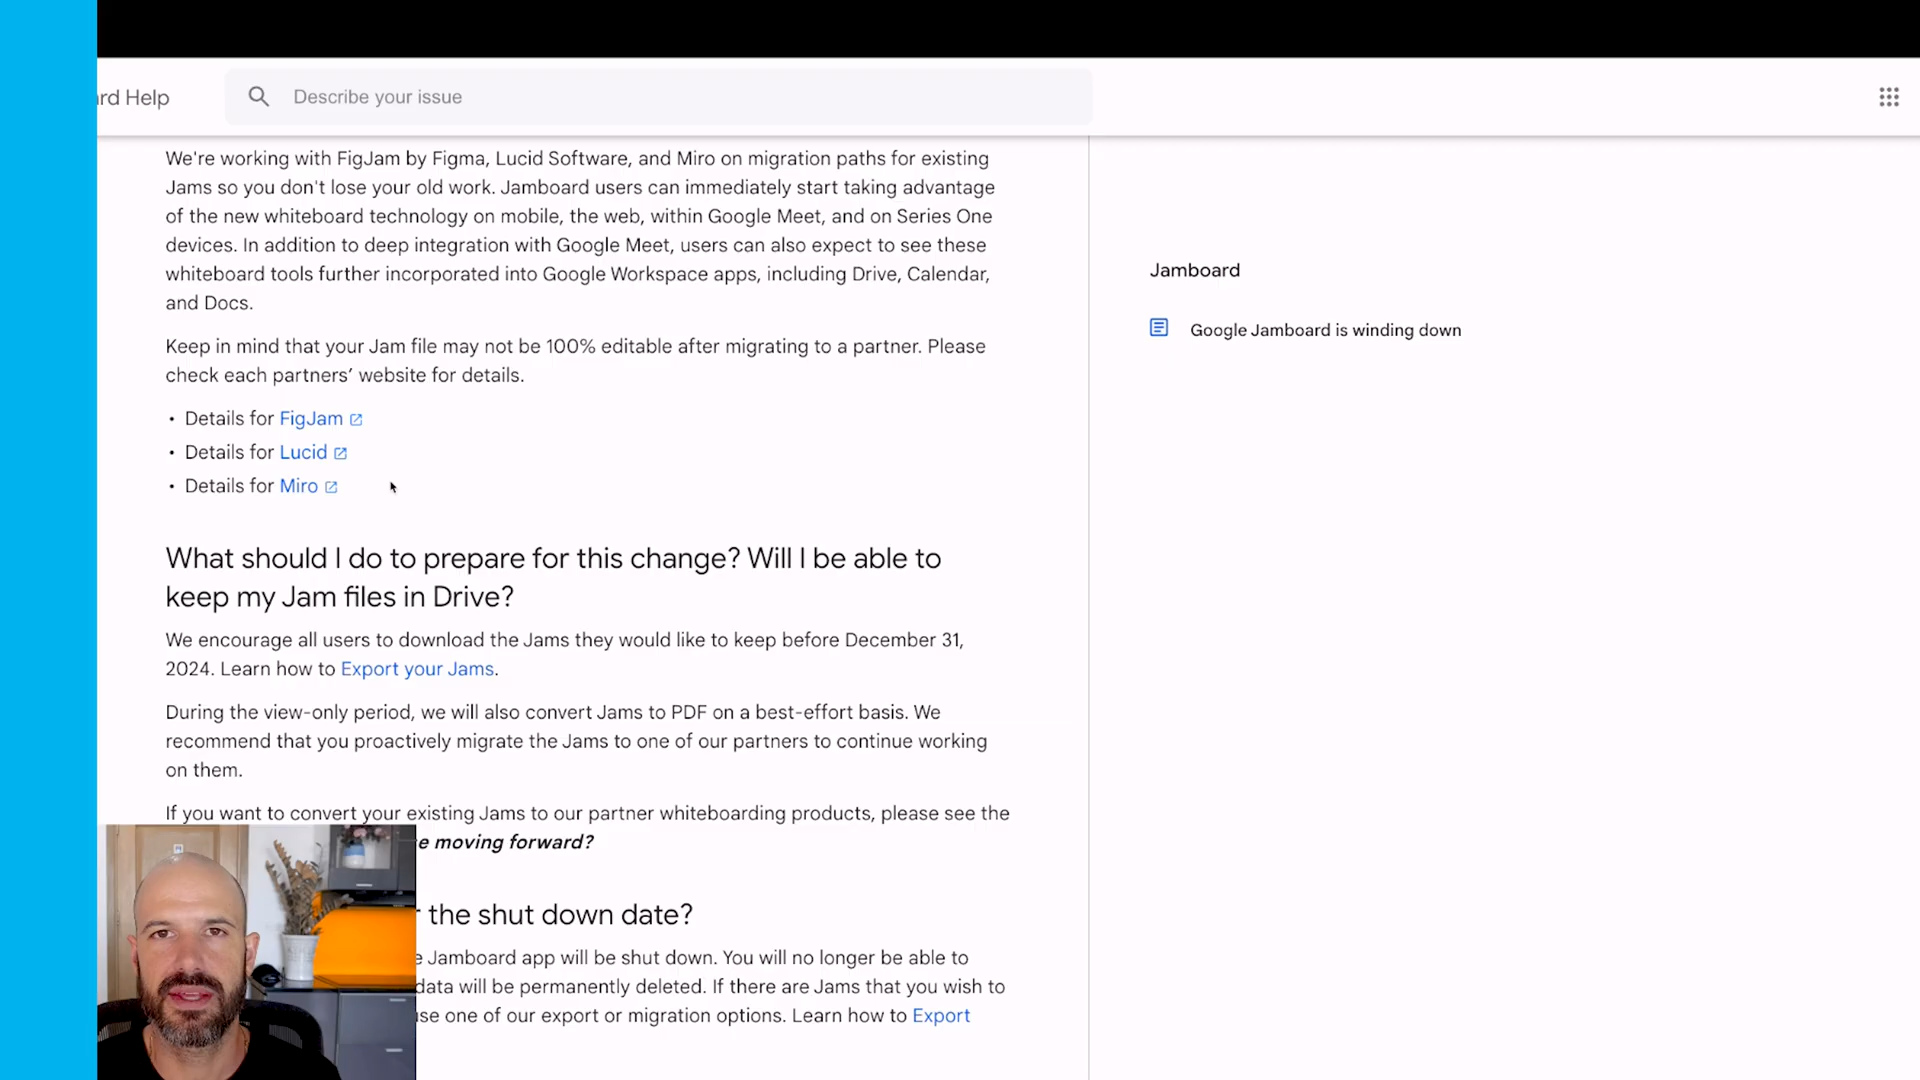 rd Help
Describe your issue
We're working with FigJam by Figma, Lucid Software, and Miro on migration paths for existing
Jams so you don't lose your old work. Jamboard users can immediately start taking advantage
of the new whiteboard technology on mobile, the web, within Google Meet, and on Series One
devices. In addition to deep integration with Google Meet, users can also expect to see these
whiteboard tools further incorporated into Google Workspace apps, including Drive, Calendar,
and Docs.
Keep in mind that your Jam file may not be 100% editable after migrating to a partner. Please
check each partners’ website for details.
• Details for FigJam
• Details for Lucid
• Details for Miro
What should I do to prepare for this change? Will I be able to
keep my Jam files in Drive?
We encourage all users to download the Jams they would like to keep before December 31,
2024. Learn how to Export your Jams.
During the view-only period, we will also convert Jams to PDF on a best-effort basis. We
recommend that you proactively migrate the Jams to one of our partners to continue working
on them.
If you want to convert your existing Jams to our partner whiteboarding products, please see the
e moving forward?
the shut down date?
e Jamboard app will be shut down. You will no longer be able to
data will be permanently deleted. If there are Jams that you wish to
se one of our export or migration options. Learn how to Export
Jamboard
Google Jamboard is winding down